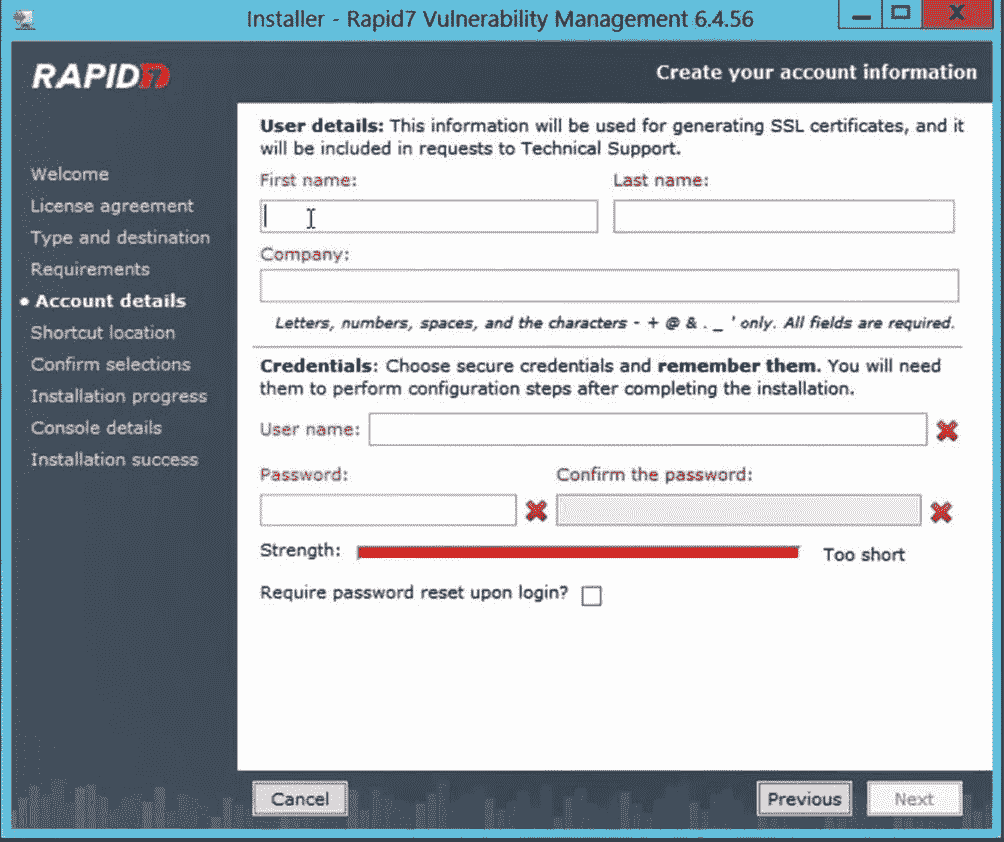 Installer - Rapid7 Vulnerability Management 6.4.56
RAPID7
Create your account information
Welcome
License agreement
Type and destination
Requirements
• Account details
Shortcut location
Confirm selections
Installation progress
Console details
Installation success
User details: This information will be used for generating SSL certificates, and it
will be included in requests to Technical Support.
First name: Last name:
Company:
Letters, numbers, spaces, and the characters - + @ & . _ ' only. All fields are required.
Credentials: Choose secure credentials and remember them. You will need
them to perform configuration steps after completing the installation.
User name:
Password: Confirm the password:
Strength: Too short
Require password reset upon login?
Cancel Previous Next